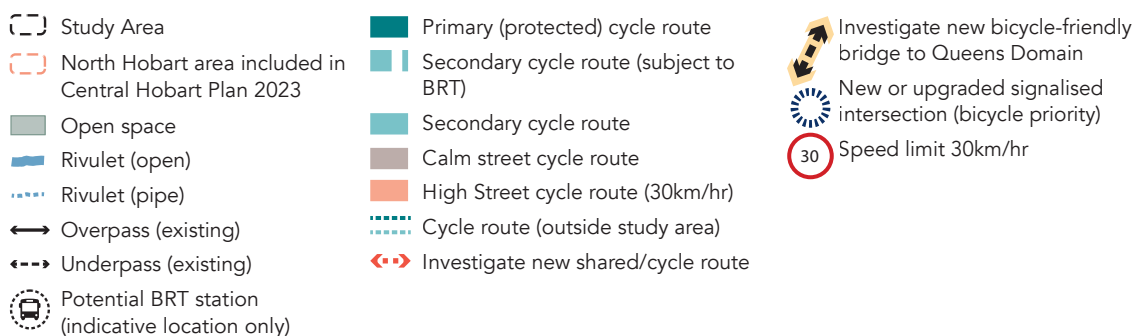 Study Area
North Hobart area included in
Central Hobart Plan 2023
Open space
Rivulet (open)
Rivulet (pipe)
Overpass (existing)
Underpass (existing)
Potential BRT station
(indicative location only)
Primary (protected) cycle route
Secondary cycle route (subject to
BRT)
Secondary cycle route
Calm street cycle route
High Street cycle route (30km/hr)
Cycle route (outside study area)
Investigate new shared/cycle route
Investigate new bicycle-friendly
bridge to Queens Domain
New or upgraded signalised
intersection (bicycle priority)
30 Speed limit 30km/hr